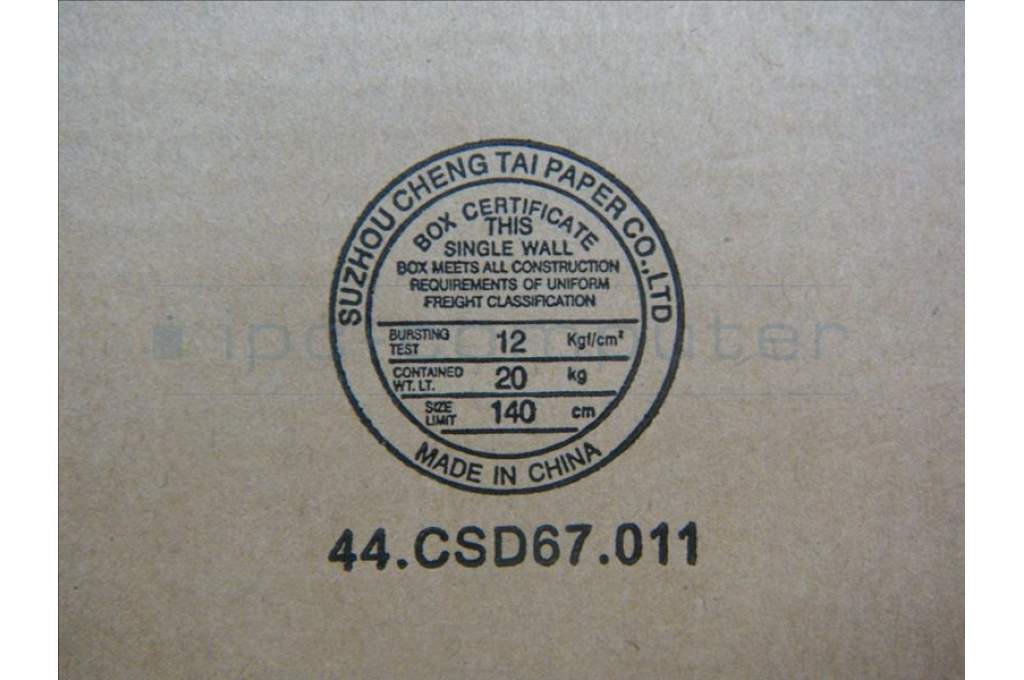 SUZHOU CHENG TAI PAPER CO.,LTD
BOX CERTIFICATE
THIS
SINGLE WALL
BOX MEETS ALL CONSTRUCTION
REQUIREMENTS OF UNIFORM
FREIGHT CLASSIFICATION
BURSTING TEST 12 Kgf/cm²
CONTAINED WT. LT. 20 kg
SIZE LIMIT 140 cm
MADE IN CHINA
44.CSD67.011
computer